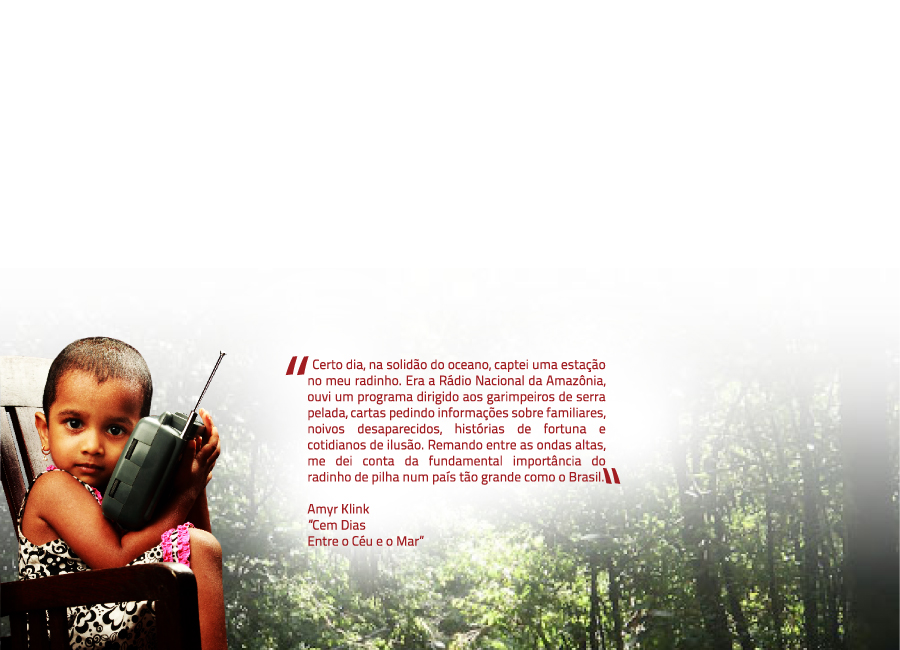 "Certo dia, na solidão do oceano, captei uma estação
no meu radinho. Era a Rádio Nacional da Amazônia,
ouvi um programa dirigido aos garimpeiros de serra
pelada, cartas pedindo informações sobre familiares,
noivos desaparecidos, histórias de fortuna e
cotidianos de ilusão. Remando entre as ondas altas,
me dei conta da fundamental importância do
radinho de pilha num país tão grande como o Brasil."
Amyr Klink
"Cem Dias
Entre o Céu e o Mar"